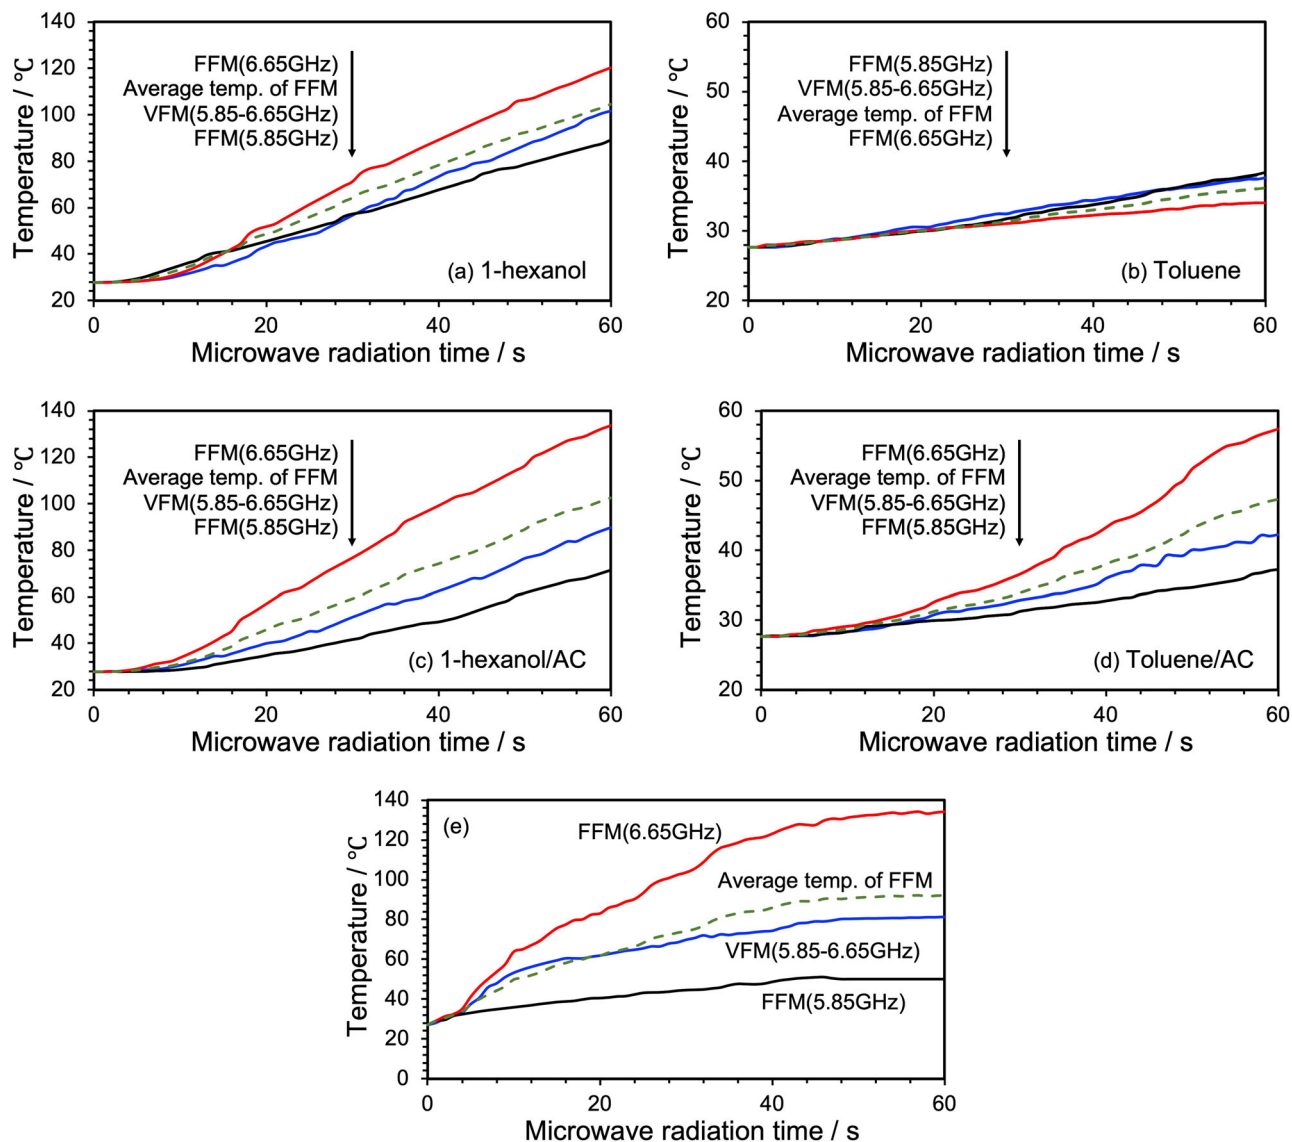 140
120
100
80
60
40
20
Temperature / °C
FFM(6.65GHz)
Average temp. of FFM
VFM(5.85-6.65GHz)
FFM(5.85GHz)
(a) 1-hexanol
0 20 40 60
Microwave radiation time / s
60
50
40
30
20
Temperature / °C
FFM(5.85GHz)
VFM(5.85-6.65GHz)
Average temp. of FFM
FFM(6.65GHz)
(b) Toluene
0 20 40 60
Microwave radiation time / s
140
120
100
80
60
40
20
Temperature / °C
FFM(6.65GHz)
Average temp. of FFM
VFM(5.85-6.65GHz)
FFM(5.85GHz)
(c) 1-hexanol/AC
0 20 40 60
Microwave radiation time / s
60
50
40
30
20
Temperature / °C
FFM(6.65GHz)
Average temp. of FFM
VFM(5.85-6.65GHz)
FFM(5.85GHz)
(d) Toluene/AC
0 20 40 60
Microwave radiation time / s
140
120
100
80
60
40
20
0
Temperature / °C
(e)
FFM(6.65GHz)
Average temp. of FFM
VFM(5.85-6.65GHz)
FFM(5.85GHz)
0 20 40 60
Microwave radiation time / s